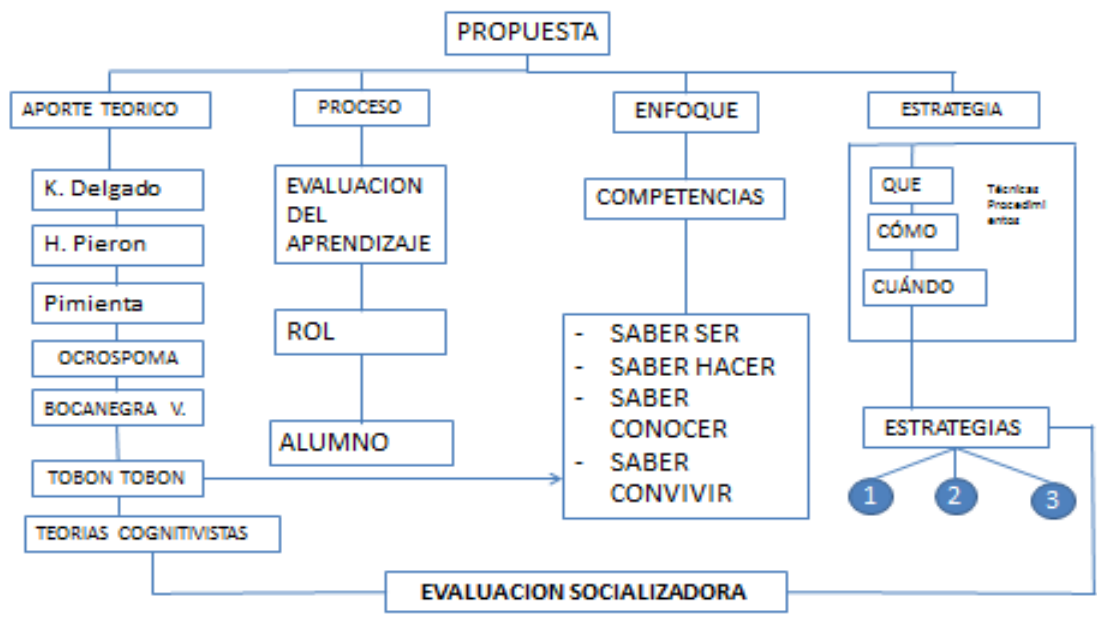 PROPUESTA
APORTE TEORICO
PROCESO
ENFOQUE
ESTRATEGIA
K. Delgado
H. Pieron
Pimienta
OCROSPOMA
BOCANEGRA V.
TOBON TOBON
TEORIAS COGNITIVISTAS
EVALUACION
DEL
APRENDIZAJE
ROL
ALUMNO
COMPETENCIAS
- SABER SER
- SABER HACER
- SABER
CONOCER
- SABER
CONVIVIR
QUE
CÓMO
CUÁNDO
Técnicas
Procedimi
entos
ESTRATEGIAS
1
2
3
EVALUACION SOCIALIZADORA